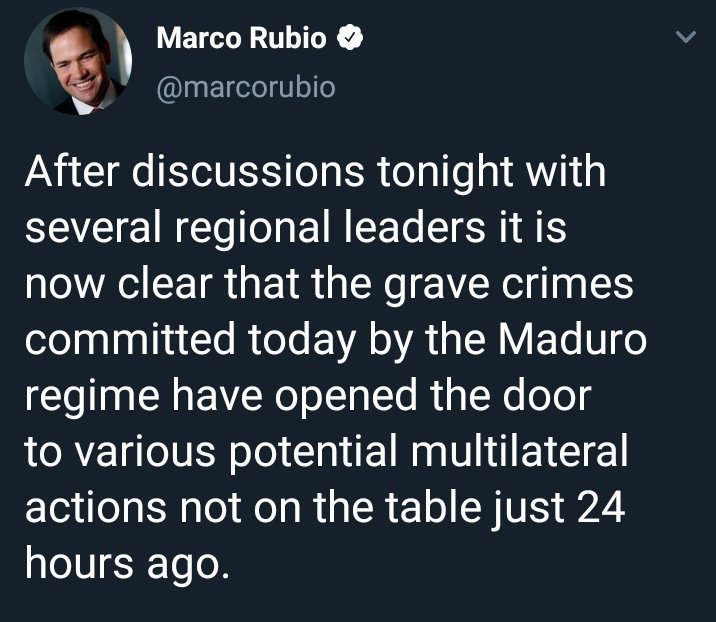 Marco Rubio
@marcorubio
After discussions tonight with
several regional leaders it is
now clear that the grave crimes
committed today by the Maduro
regime have opened the door
to various potential multilateral
actions not on the table just 24
hours ago.